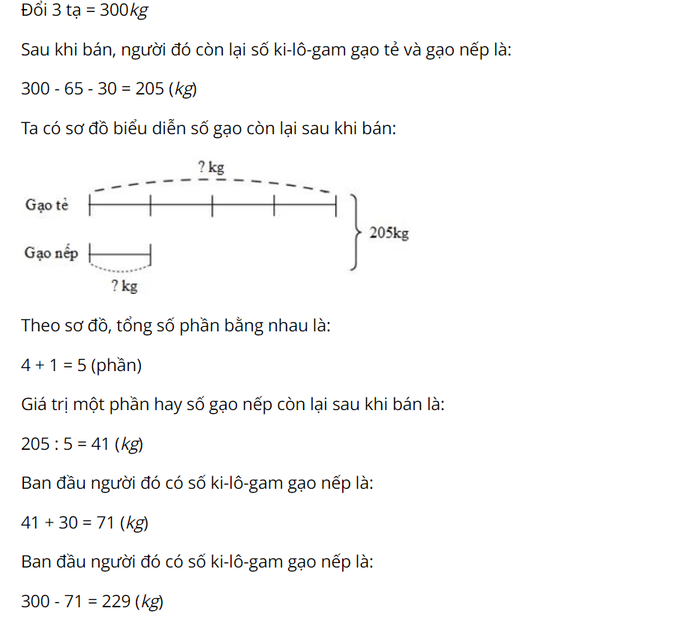 Đổi 3 tạ = 300kg
Sau khi bán, người đó còn lại số ki-lô-gam gạo tẻ và gạo nếp là:
300 - 65 - 30 = 205 (kg)
Ta có sơ đồ biểu diễn số gạo còn lại sau khi bán:
? kg
Gạo tẻ
205kg
Gạo nếp
? kg
Theo sơ đồ, tổng số phần bằng nhau là:
4 + 1 = 5 (phần)
Giá trị một phần hay số gạo nếp còn lại sau khi bán là:
205 : 5 = 41 (kg)
Ban đầu người đó có số ki-lô-gam gạo nếp là:
41 + 30 = 71 (kg)
Ban đầu người đó có số ki-lô-gam gạo nếp là:
300 - 71 = 229 (kg)